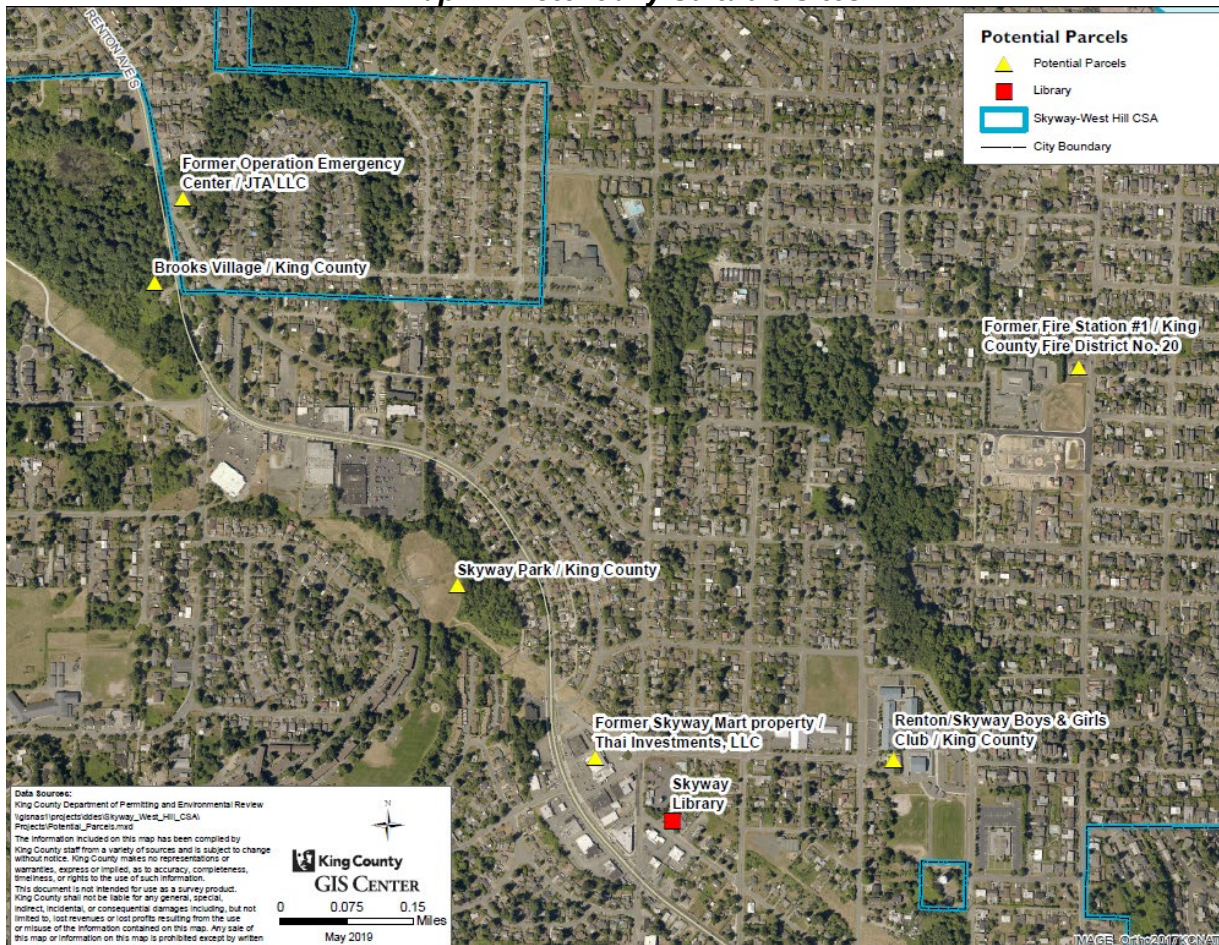 RENTON AVE S
Potential Parcels
Potential Parcels
Library
Skyway-West Hill CSA
City Boundary
Former Operation Emergency
Center / JTA LLC
Brooks Village / King County
Former Fire Station #1 / King
County Fire District No. 20
Skyway Park / King County
Former Skyway Mart property /
Thai Investments, LLC
Renton/Skyway Boys & Girls
Club / King County
Skyway
Library
Data Sources:
King County Department of Permitting and Environmental Review
\\gisnas1\projects\ddes\Skyway_West_Hill_CSA\
Projects\Potential_Parcels.mxd
The information included on this map has been compiled by
King County staff from a variety of sources and is subject to change
without notice. King County makes no representations or
warranties, express or implied, as to accuracy, completeness,
timeliness, or rights to the use of such information.
This document is not intended for use as a survey product.
King County shall not be liable for any general, special,
indirect, incidental, or consequential damages including, but not
limited to, lost revenues or lost profits resulting from the use
or misuse of the information contained on this map. Any sale of
this map or information on this map is prohibited except by written
N
King County
GIS CENTER
0 0.075 0.15
Miles
May 2019